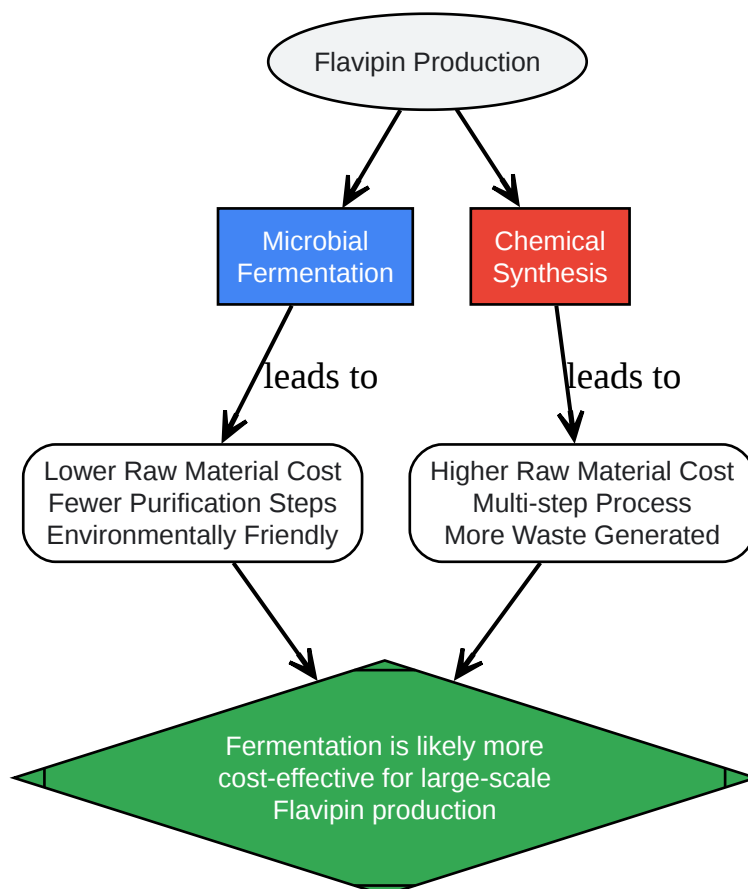 Flavipin Production
Microbial
Fermentation
Chemical
Synthesis
leads to
leads to
Lower Raw Material Cost
Fewer Purification Steps
Environmentally Friendly
Higher Raw Material Cost
Multi-step Process
More Waste Generated
Fermentation is likely more
cost-effective for large-scale
Flavipin production